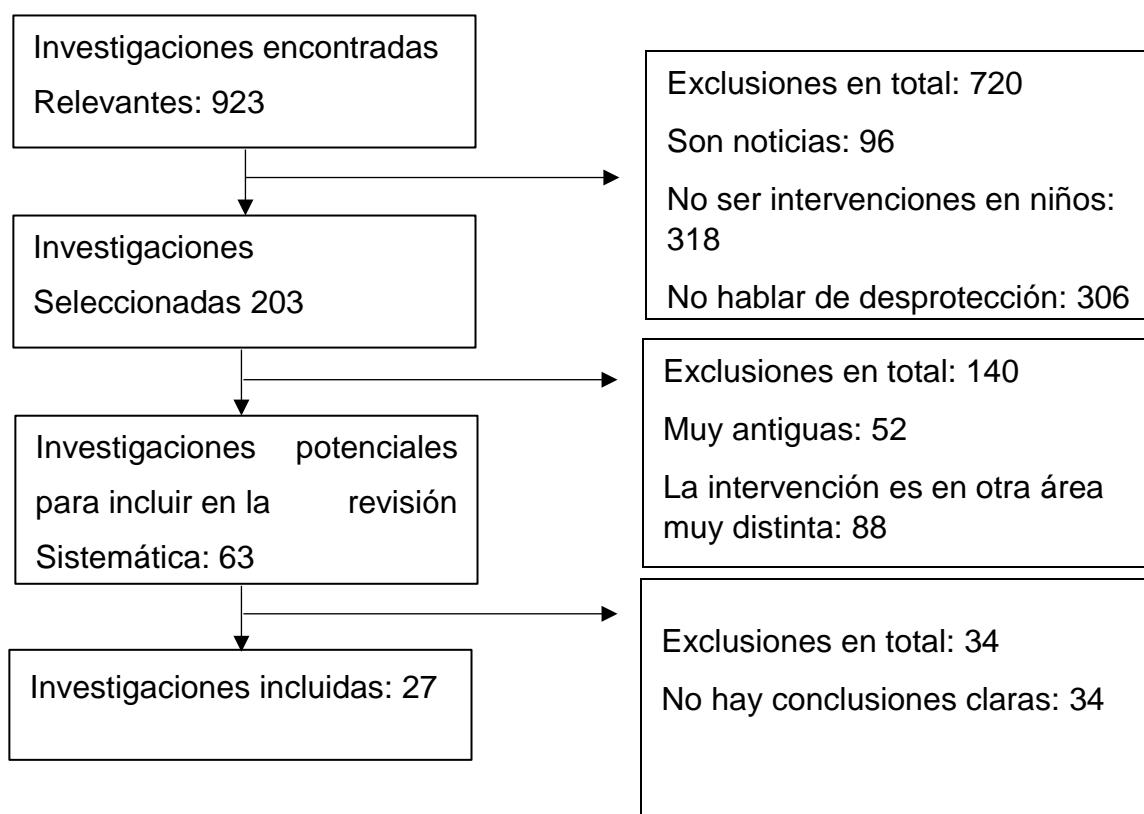 Investigaciones encontradas
Relevantes: 923
Exclusiones en total: 720
Son noticias: 96
No ser intervenciones en niños:
318
No hablar de desprotección: 306
Investigaciones
Seleccionadas 203
Exclusiones en total: 140
Muy antiguas: 52
La intervención es en otra área
muy distinta: 88
Investigaciones potenciales
para incluir en la revisión
Sistemática: 63
Exclusiones en total: 34
No hay conclusiones claras: 34
Investigaciones incluidas: 27